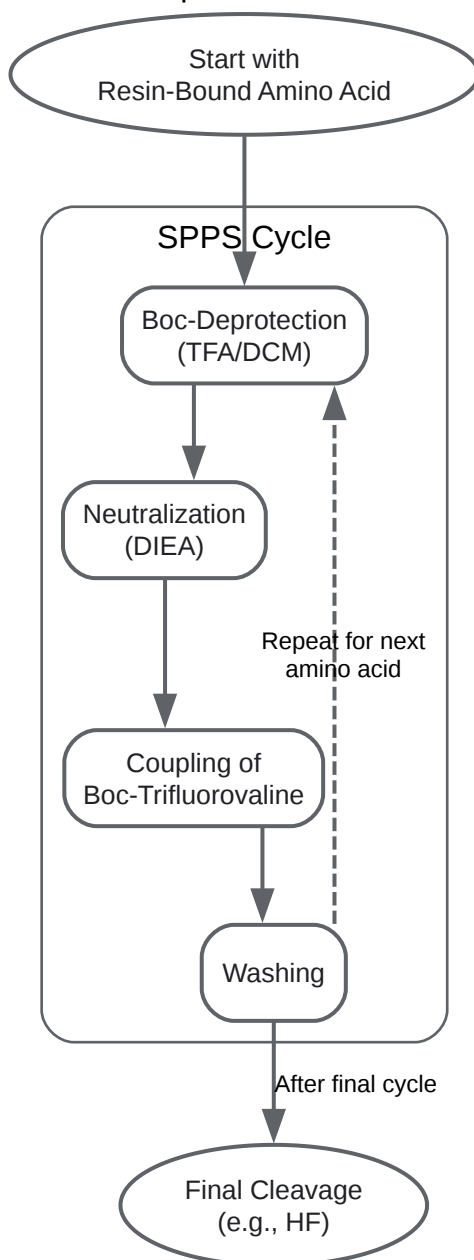 Start with
Resin-Bound Amino Acid
SPPS Cycle
Boc-Deprotection
(TFA/DCM)
Neutralization
(DIEA)
Repeat for next
amino acid
Coupling of
Boc-Trifluorovaline
Washing
After final cycle
Final Cleavage
(e.g., HF)